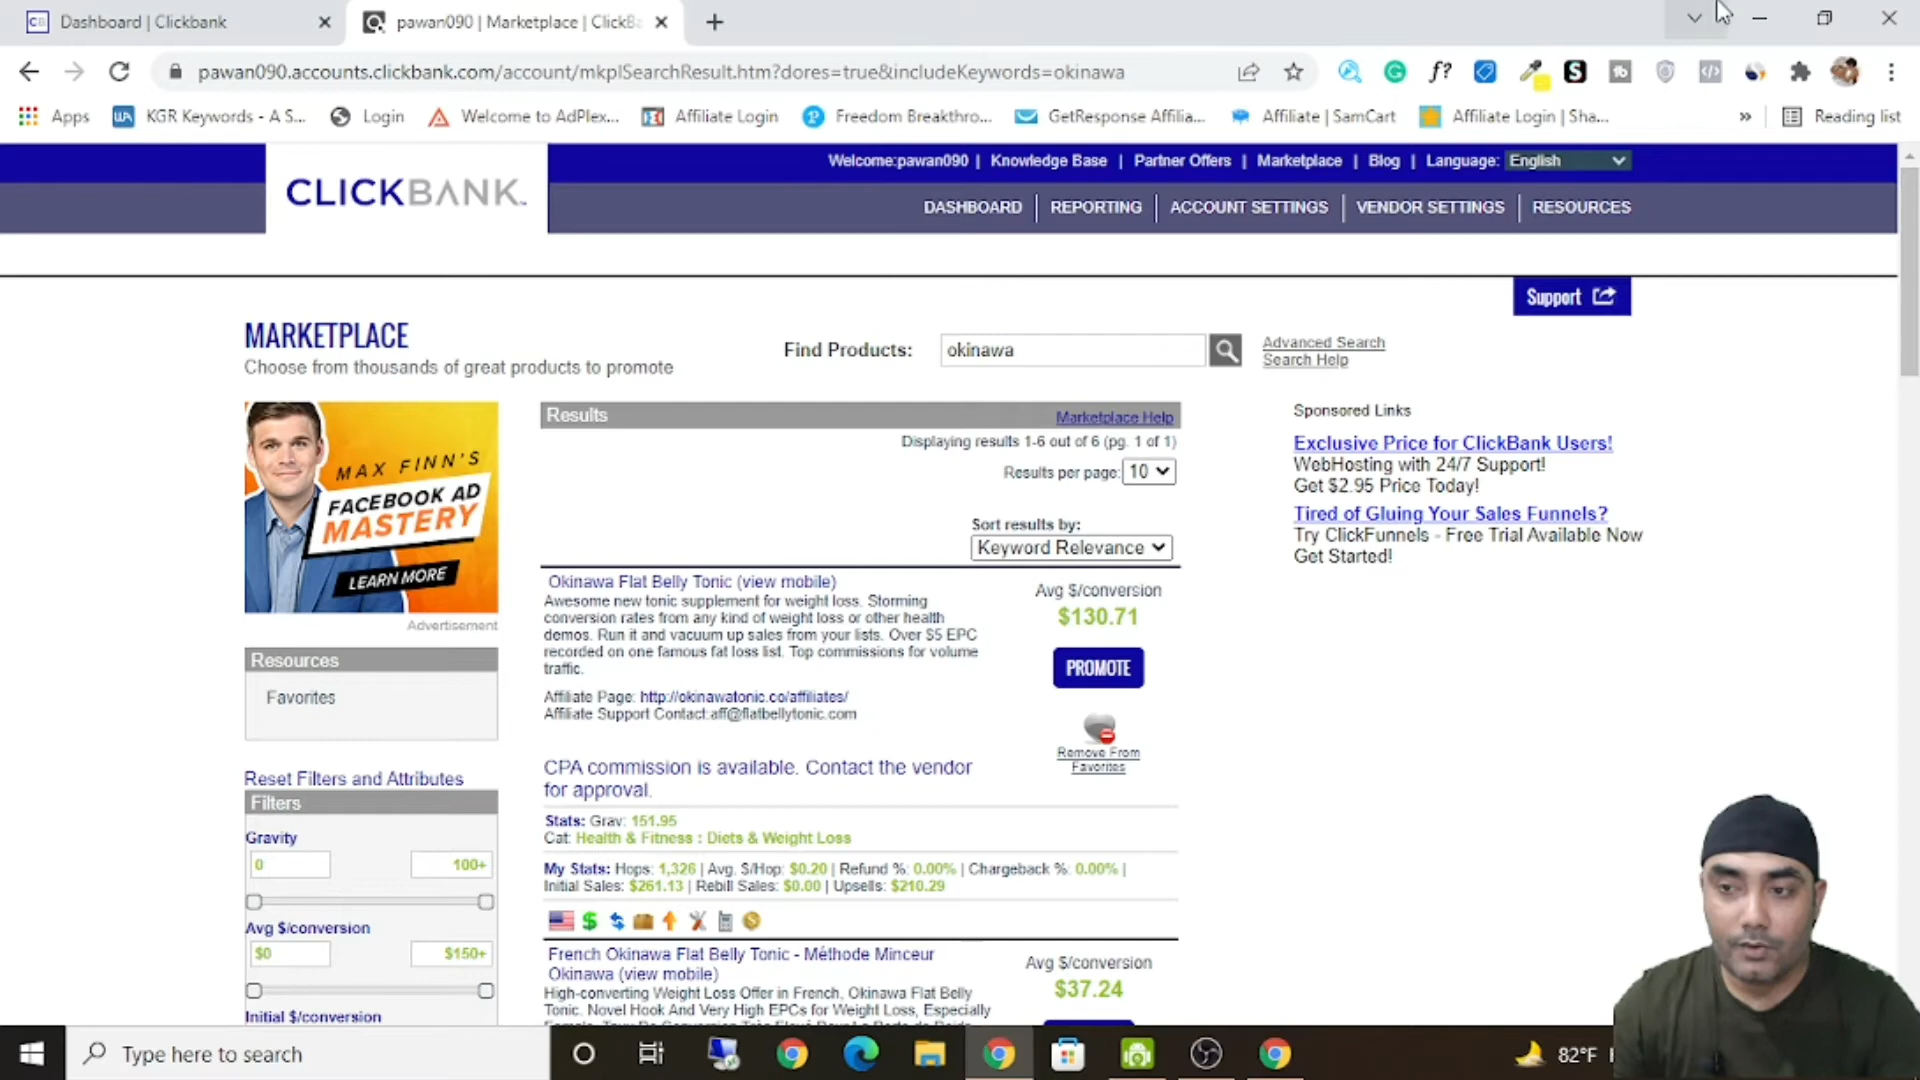 Dashboard | Clickbank
pawan090 | Marketplace | ClickBa
pawan090.accounts.clickbank.com/account/mkplSearchResult.htm?dores=true&includeKeywords=okinawa
Apps
KGR Keywords - A S...
Login
Welcome to AdPlex...
Affiliate Login
Freedom Breakthro...
GetResponse Affilia...
Affiliate | SamCart
Affiliate Login | Sha...
Reading list
Welcome:pawan090 | Knowledge Base | Partner Offers | Marketplace | Blog | Language: English
CLICKBANK
DASHBOARD | REPORTING | ACCOUNT SETTINGS | VENDOR SETTINGS | RESOURCES
Support
MARKETPLACE
Choose from thousands of great products to promote
Find Products: okinawa
Advanced Search
Search Help
MAX FINN'S
FACEBOOK AD
MASTERY
LEARN MORE
Advertisement
Resources
Favorites
Reset Filters and Attributes
Filters
Gravity
0 100+
Avg $/conversion
$0 $150+
Initial $/conversion
Results
Marketplace Help
Displaying results 1-6 out of 6 (pg. 1 of 1)
Results per page: 10
Sort results by:
Keyword Relevance
Okinawa Flat Belly Tonic (view mobile)
Awesome new tonic supplement for weight loss. Storming
conversion rates from any kind of weight loss or other health
demos. Run it and vacuum up sales from your lists. Over $5 EPC
recorded on one famous fat loss list. Top commissions for volume
traffic.
Affiliate Page: http://okinawatonic.co/affiliates/
Affiliate Support Contact:aff@flatbellytonic.com
CPA commission is available. Contact the vendor
for approval.
Avg $/conversion
$130.71
PROMOTE
Remove From
Favorites
Stats: Grav: 151.95
Cat: Health & Fitness : Diets & Weight Loss
My Stats: Hops: 1,326 | Avg. $/Hop: $0.20 | Refund %: 0.00% | Chargeback %: 0.00% |
Initial Sales: $261.13 | Rebill Sales: $0.00 | Upsells: $210.29
French Okinawa Flat Belly Tonic - Méthode Minceur
Okinawa (view mobile)
High-converting Weight Loss Offer in French, Okinawa Flat Belly
Tonic. Novel Hook And Very High EPCs for Weight Loss, Especially
Avg $/conversion
$37.24
Sponsored Links
Exclusive Price for ClickBank Users!
WebHosting with 24/7 Support!
Get $2.95 Price Today!
Tired of Gluing Your Sales Funnels?
Try ClickFunnels - Free Trial Available Now
Get Started!
Type here to search
82°F